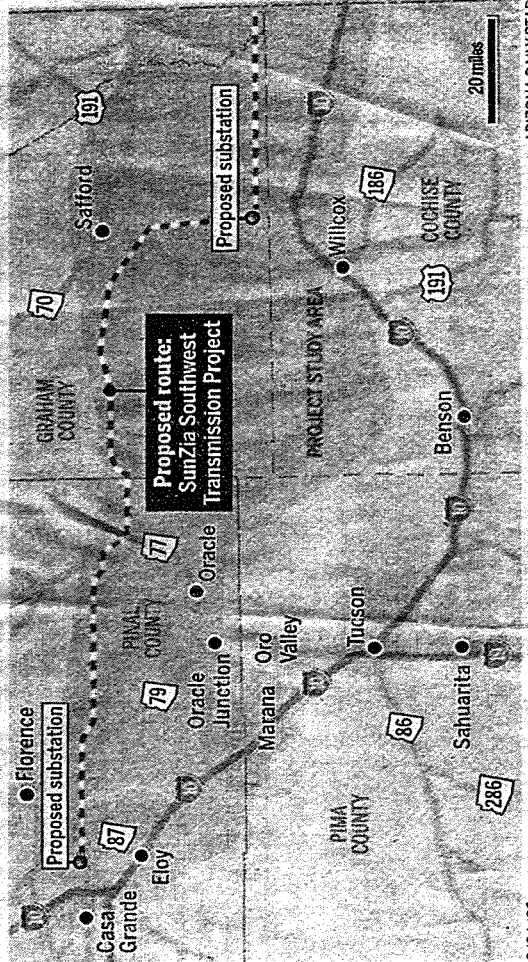 Florence
Proposed substation
Casa
Grande
87
Eloy
10
10
79
PINAL
COUNTY
77
Oracle
Junction
Oracle
Marana
Oro
Valley
10
Tucson
86
Sahuarita
19
286
PIMA
COUNTY
GRAHAM
COUNTY
70
Safford
191
Proposed route:
SunZia Southwest
Transmission Project
Proposed substation
PROJECT STUDY AREA
10
Willcox
186
COCHISE
COUNTY
191
10
Benson
10
20 miles